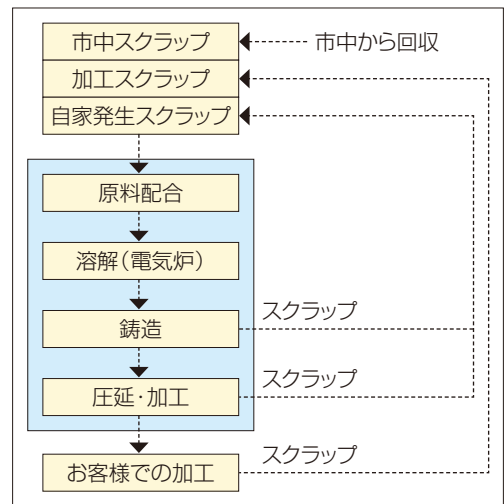 市中スクラップ
市中から回収
加工スクラップ
自家発生スクラップ
原料配合
溶解(電気炉)
スクラップ
鋳造
スクラップ
圧延・加工
スクラップ
お客様での加工